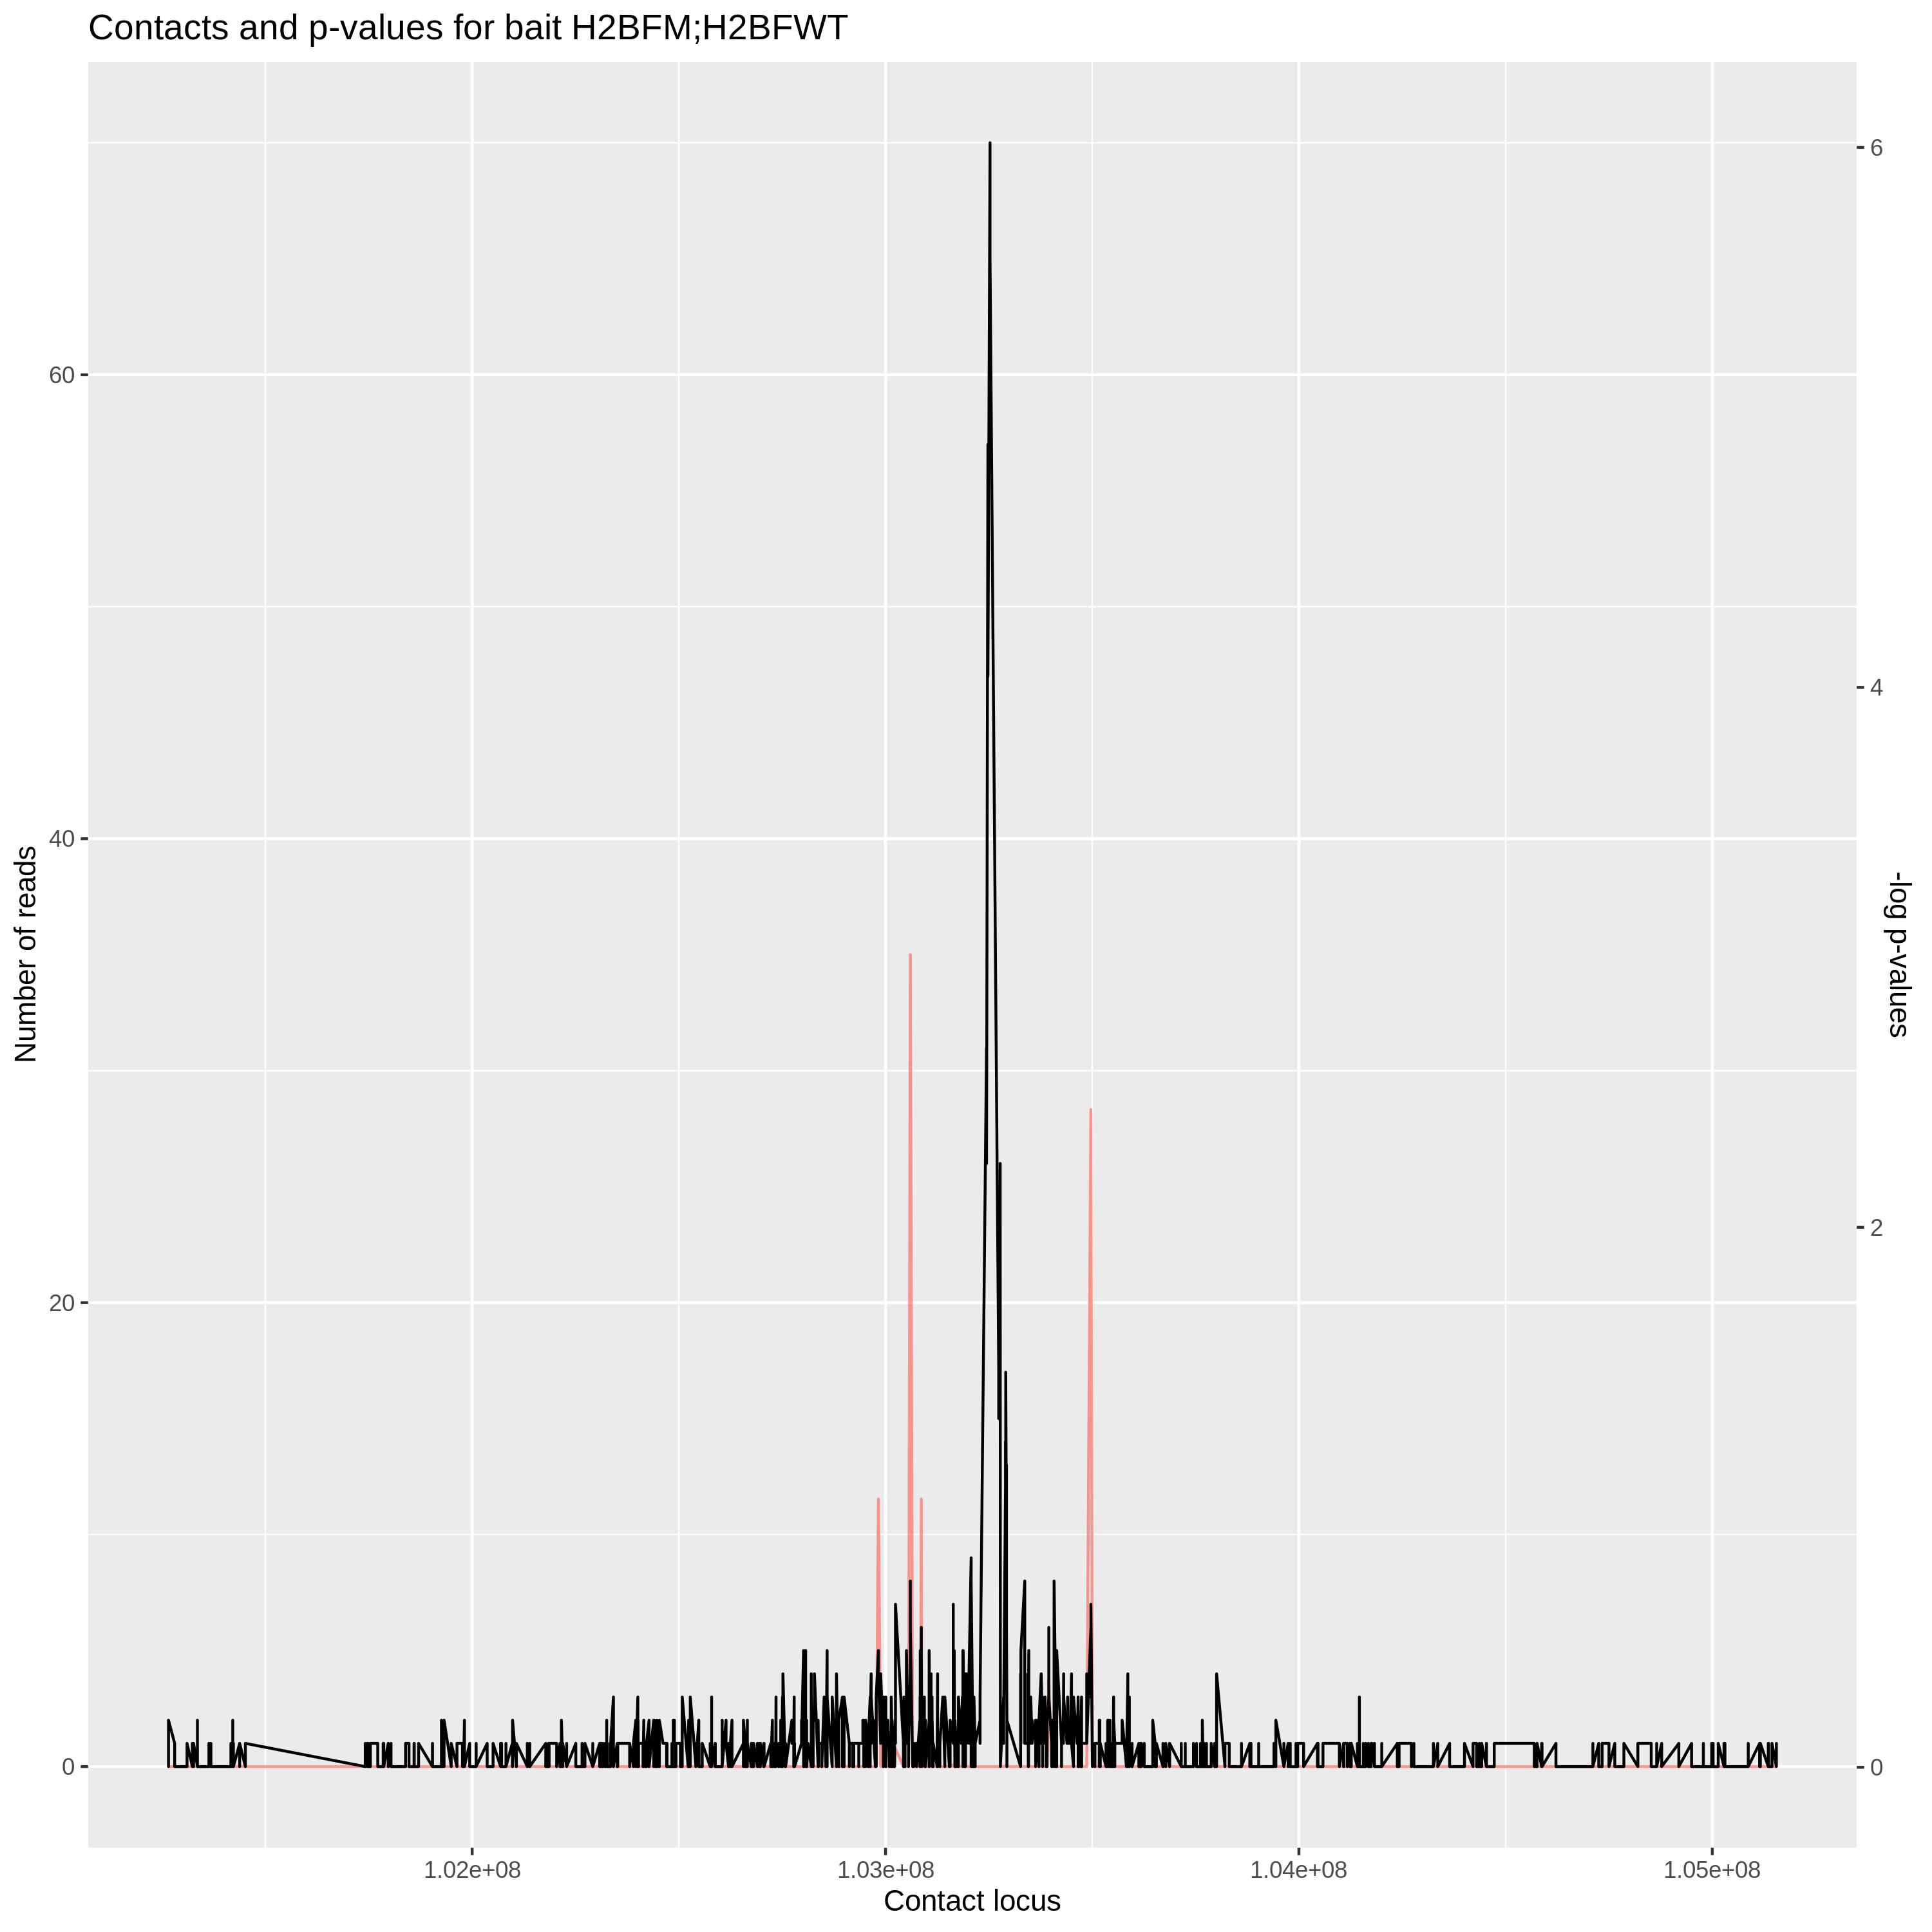 Contacts and p-values for bait H2BFM;H2BFWT
Number of reads
60
40
20
0
6
4
2
0
-log p-values
1.02e+08 1.03e+08 1.04e+08 1.05e+08
Contact locus